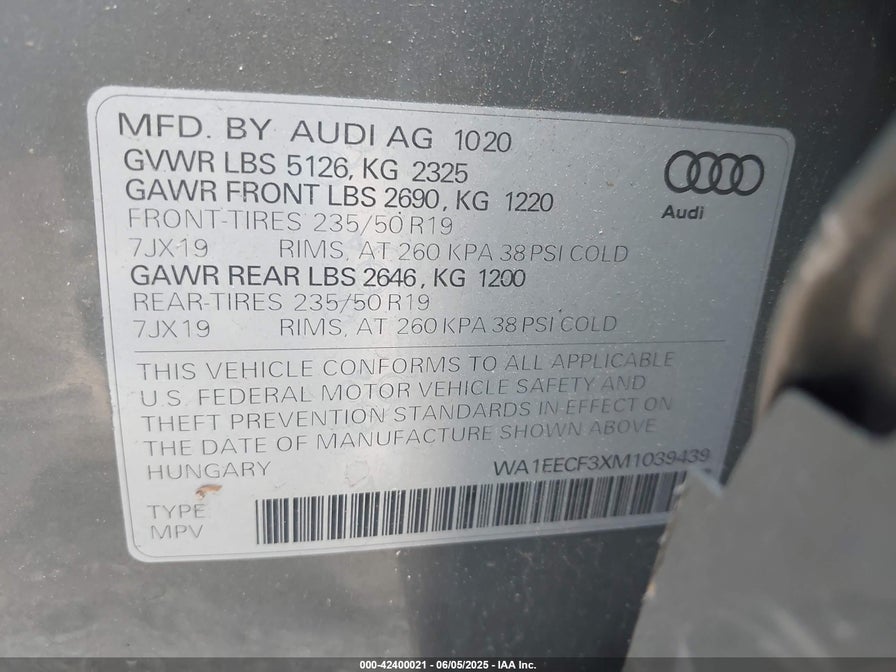 MFD. BY AUDI AG 1020
GVWR LBS 5126, KG 2325
GAWR FRONT LBS 2690, KG 1220
FRONT-TIRES 235/50 R19
7JX19 RIMS, AT 260 KPA 38 PSI COLD
GAWR REAR LBS 2646, KG 1200
REAR-TIRES 235/50 R19
7JX19 RIMS, AT 260 KPA 38 PSI COLD
Audi
THIS VEHICLE CONFORMS TO ALL APPLICABLE
U.S. FEDERAL MOTOR VEHICLE SAFETY AND
THEFT PREVENTION STANDARDS IN EFFECT ON
THE DATE OF MANUFACTURE SHOWN ABOVE
HUNGARY WA1EECF3XM1039439
TYPE
MPV
000-42400021 - 06/05/2025 - IAA Inc.